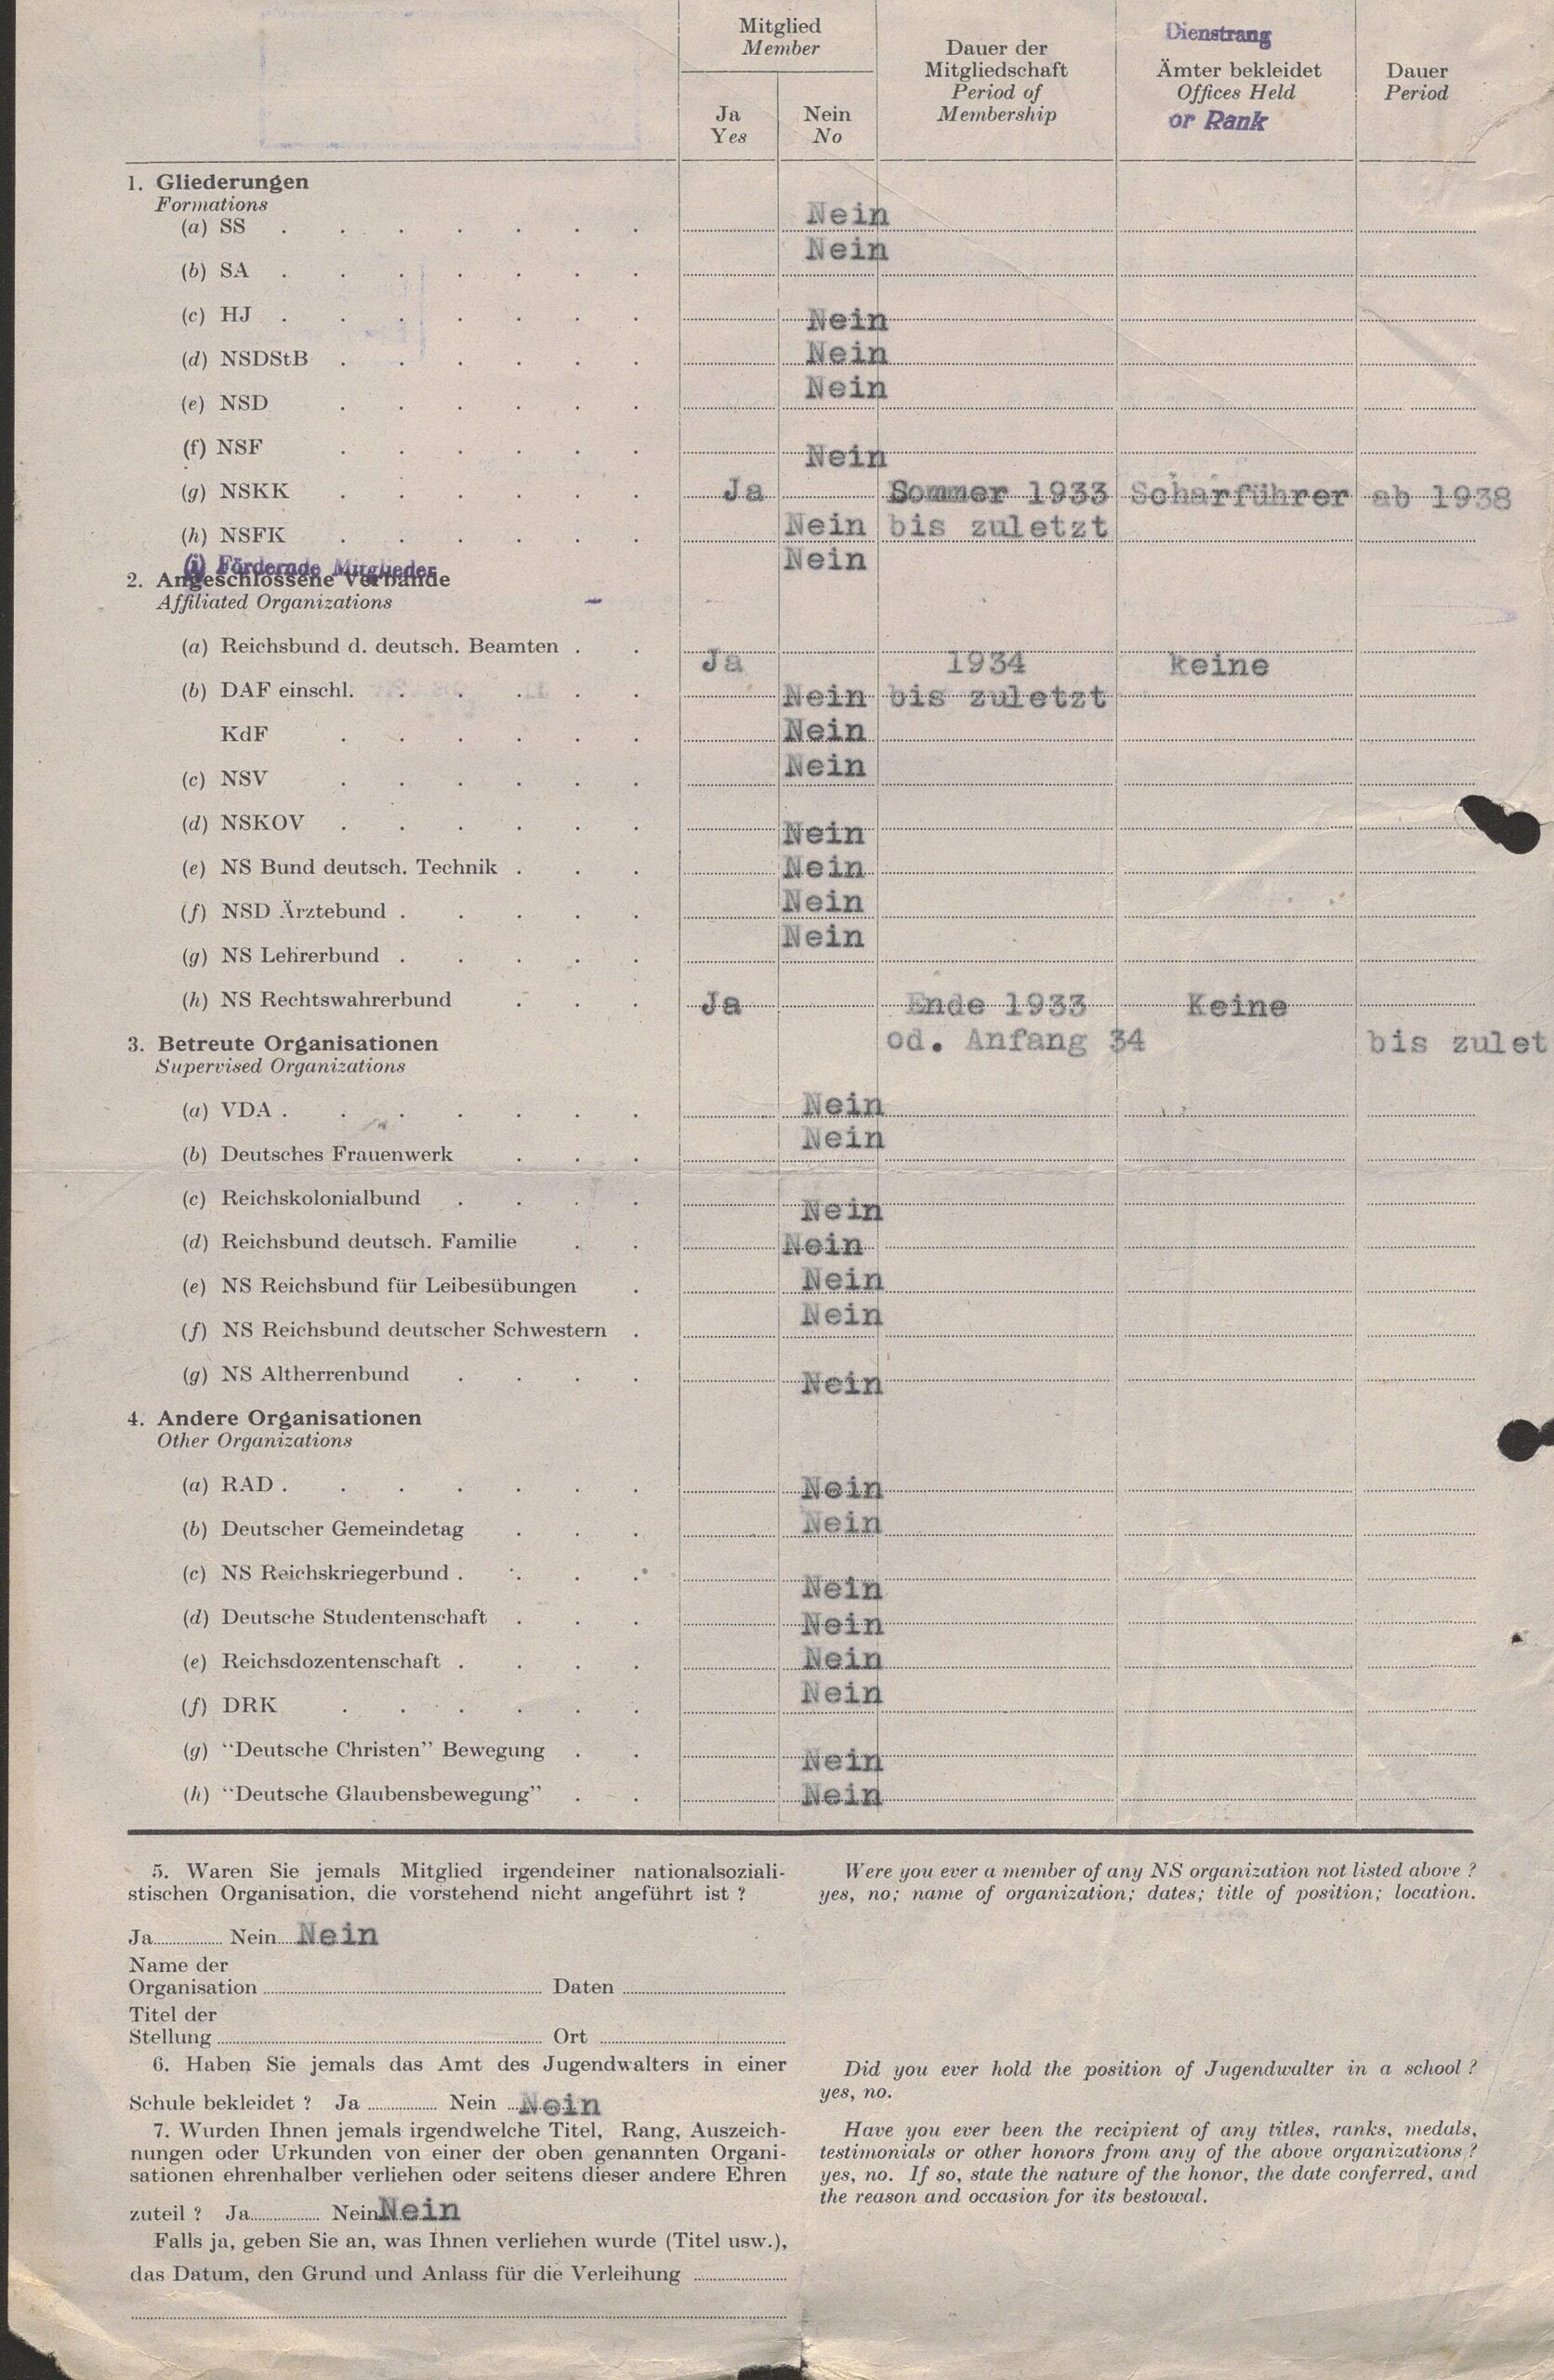 Mitglied
Member
Dauer der
Mitgliedschaft
Period of
Membership
Dienstrang
Ämter bekleidet
Offices Held
or Rank
Dauer
Period
Ja
Yes
Nein
No
1. Gliederungen
Formations
(a) SS . . . . . . . Nein
(b) SA . . . . . . . Nein
(c) HJ . . . . . . . Nein
(d) NSDStB . . . . . . Nein
(e) NSD . . . . . . Nein
(f) NSF . . . . . . Nein
(g) NSKK . . . . . . Ja Sommer 1933 Scharführer ab 1938
(h) NSFK . . . . . . Nein bis zuletzt
(i) Fördernde Mitglieder Nein
2. Angeschlossene Verbände
Affiliated Organizations -
(a) Reichsbund d. deutsch. Beamten . . Ja 1934 keine
(b) DAF einschl. . . . . . Nein bis zuletzt
KdF . . . . . . Nein
(c) NSV . . . . . . Nein
(d) NSKOV . . . . . . Nein
(e) NS Bund deutsch. Technik . . . Nein
(f) NSD Ärztebund . . . . . Nein
(g) NS Lehrerbund . . . . . Nein
(h) NS Rechtswahrerbund . . . Ja Ende 1933 Keine
3. Betreute Organisationen od. Anfang 34 bis zulet
Supervised Organizations
(a) VDA . . . . . . . Nein
(b) Deutsches Frauenwerk . . . Nein
(c) Reichskolonialbund . . . . Nein
(d) Reichsbund deutsch. Familie . . Nein
(e) NS Reichsbund für Leibesübungen . Nein
(f) NS Reichsbund deutscher Schwestern . Nein
(g) NS Altherrenbund . . . . Nein
4. Andere Organisationen
Other Organizations
(a) RAD . . . . . . . Nein
(b) Deutscher Gemeindetag . . . Nein
(c) NS Reichskriegerbund . . . . Nein
(d) Deutsche Studentenschaft . . . Nein
(e) Reichsdozentenschaft . . . . Nein
(f) DRK . . . . . . Nein
(g) "Deutsche Christen" Bewegung . . Nein
(h) "Deutsche Glaubensbewegung" . . Nein
5. Waren Sie jemals Mitglied irgendeiner nationalsoziali-
stischen Organisation, die vorstehend nicht angeführt ist ?
Were you ever a member of any NS organization not listed above ?
yes, no; name of organization; dates; title of position; location.
Ja........ Nein....Nein
Name der
Organisation ........ Daten ........
Titel der
Stellung ........ Ort ........
6. Haben Sie jemals das Amt des Jugendwalters in einer
Schule bekleidet ? Ja ........ Nein ...Nein
Did you ever hold the position of Jugendwalter in a school ?
yes, no.
7. Wurden Ihnen jemals irgendwelche Titel, Rang, Auszeich-
nungen oder Urkunden von einer der oben genannten Organi-
sationen ehrenhalber verliehen oder seitens dieser andere Ehren
zuteil ? Ja........ Nein Nein
Have you ever been the recipient of any titles, ranks, medals,
testimonials or other honors from any of the above organizations ?
yes, no. If so, state the nature of the honor, the date conferred, and
the reason and occasion for its bestowal.
Falls ja, geben Sie an, was Ihnen verliehen wurde (Titel usw.),
das Datum, den Grund und Anlass für die Verleihung ........